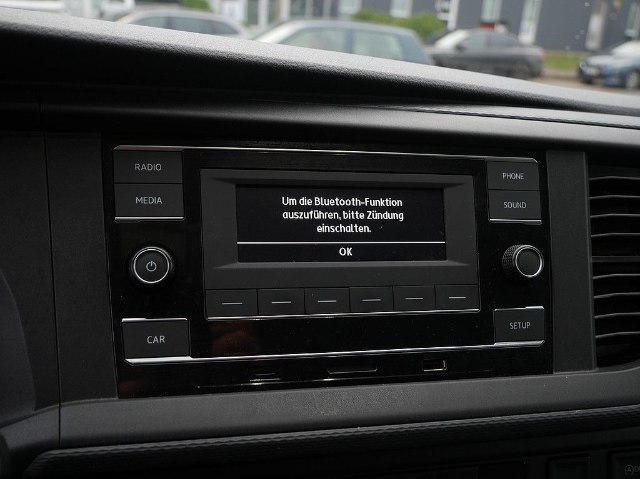 RADIO
MEDIA
PHONE
SOUND
Um die Bluetooth-Funktion
auszuführen, bitte Zündung
einschalten.
OK
CAR
SETUP